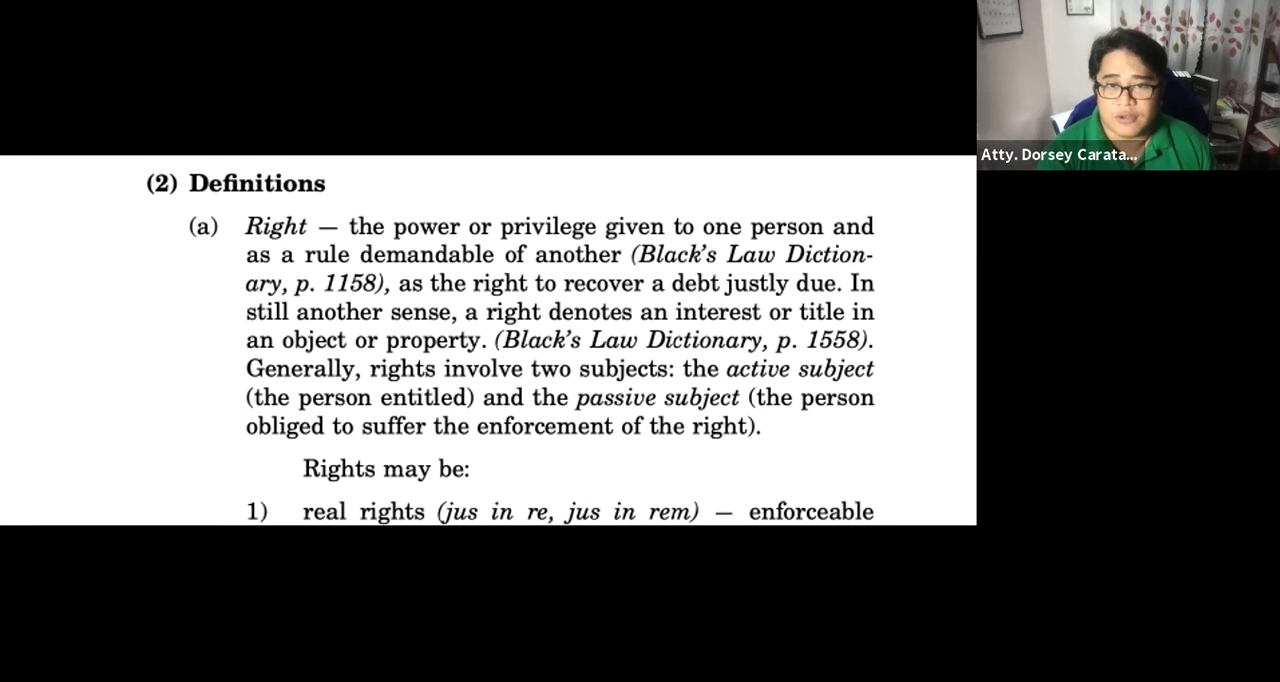 (2) Definitions
(a) Right — the power or privilege given to one person and
as a rule demandable of another (Black's Law Diction-
ary, p. 1158), as the right to recover a debt justly due. In
still another sense, a right denotes an interest or title in
an object or property. (Black's Law Dictionary, p. 1558).
Generally, rights involve two subjects: the active subject
(the person entitled) and the passive subject (the person
obliged to suffer the enforcement of the right).
Rights may be:
1) real rights (jus in re, jus in rem) — enforceable
Atty. Dorsey Carata...